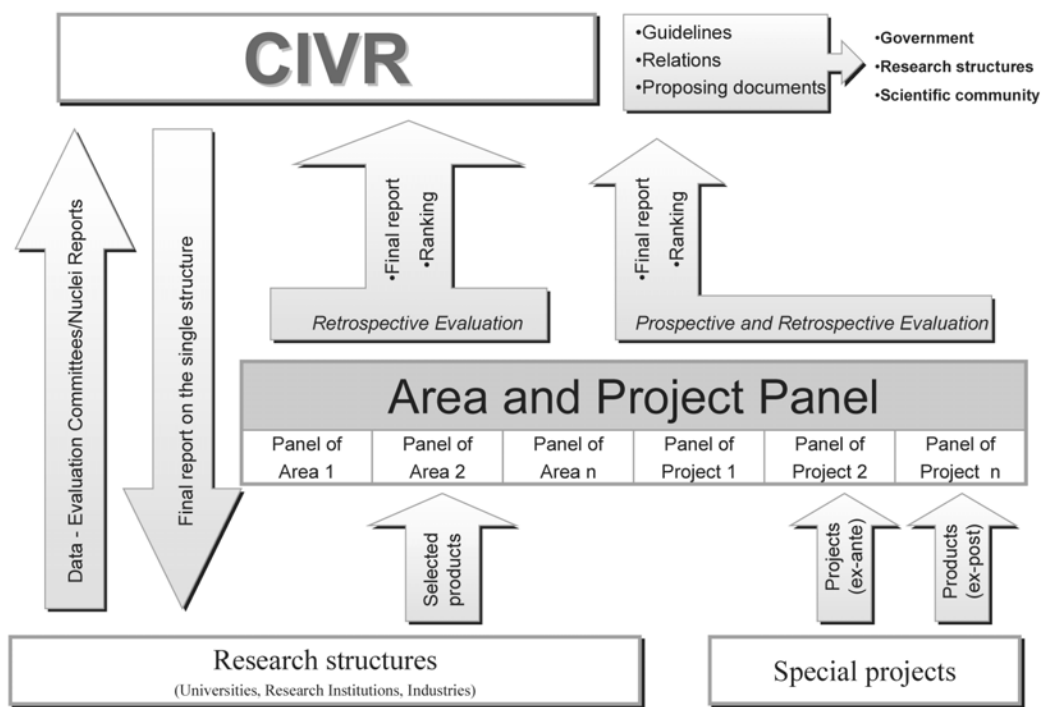 CIVR
•Guidelines
•Relations
•Proposing documents
•Government
•Research structures
•Scientific community
Data - Evaluation Committees/Nuclei Reports
Final report on the single structure
•Final report
•Ranking
Retrospective Evaluation
•Final report
•Ranking
Prospective and Retrospective Evaluation
Area and Project Panel
Panel of
Area 1
Panel of
Area 2
Panel of
Area n
Panel of
Project 1
Panel of
Project 2
Panel of
Project n
Selected
products
Projects
(ex-ante)
Products
(ex-post)
Research structures
(Universities, Research Institutions, Industries)
Special projects